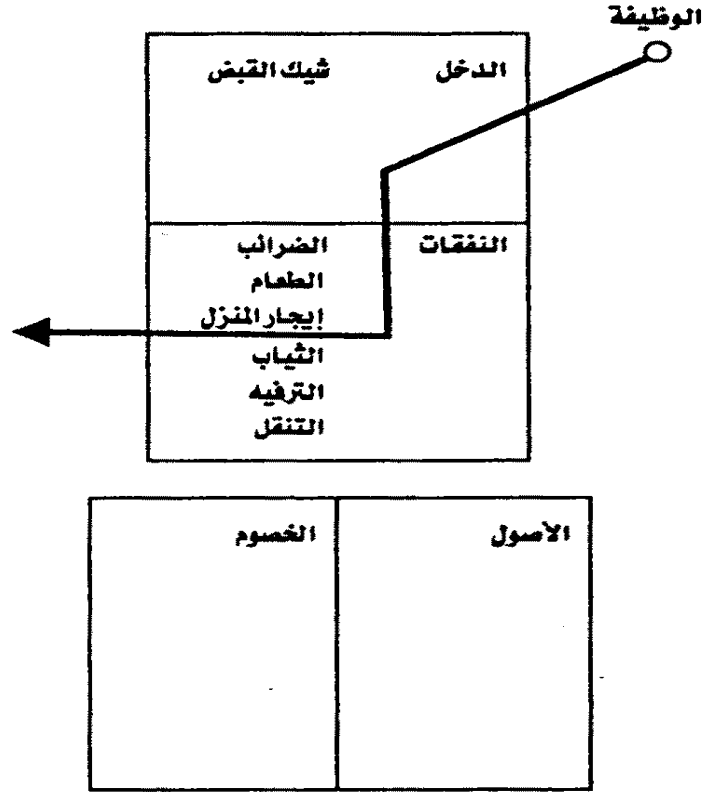 الوظيفة
الدخل
شيك القبض
النفقات
الضرائب
الطعام
إيجار المنزل
الثياب
الترفيه
التنقل
الأصول
الخصوم